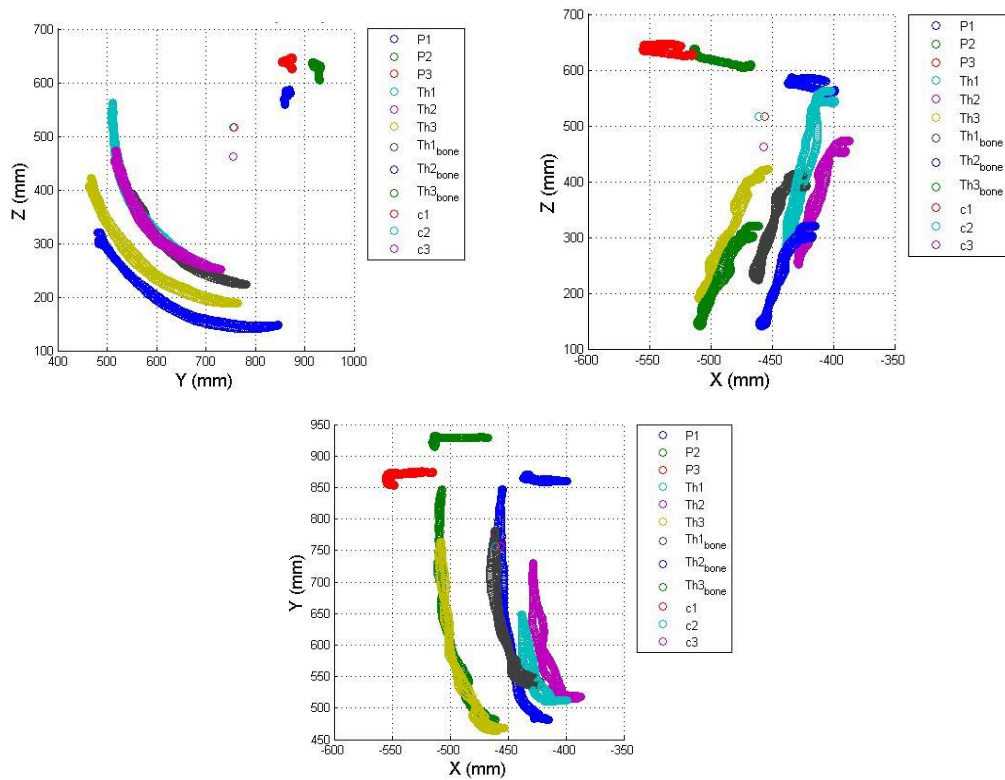 700
600
500
400
300
200
100
400 500 600 700 800 900 1000
Z (mm)
Y (mm)
P1
P2
P3
Th1
Th2
Th3
Th1bone
Th2bone
Th3bone
c1
c2
c3
700
600
500
400
300
200
100
-600 -550 -500 -450 -400 -350
Z (mm)
X (mm)
P1
P2
P3
Th1
Th2
Th3
Th1bone
Th2bone
Th3bone
c1
c2
c3
950
900
850
800
750
700
650
600
550
500
450
-600 -550 -500 -450 -400 -350
Y (mm)
X (mm)
P1
P2
P3
Th1
Th2
Th3
Th1bone
Th2bone
Th3bone
c1
c2
c3